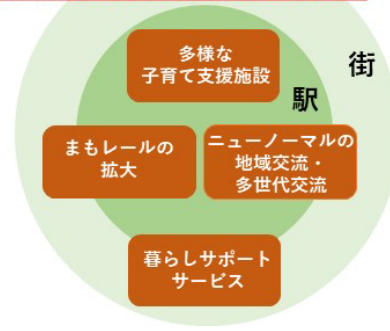 多様な
子育て支援施設
街
駅
まもレールの
拡大
ニューノーマルの
地域交流・
多世代交流
暮らしサポート
サービス